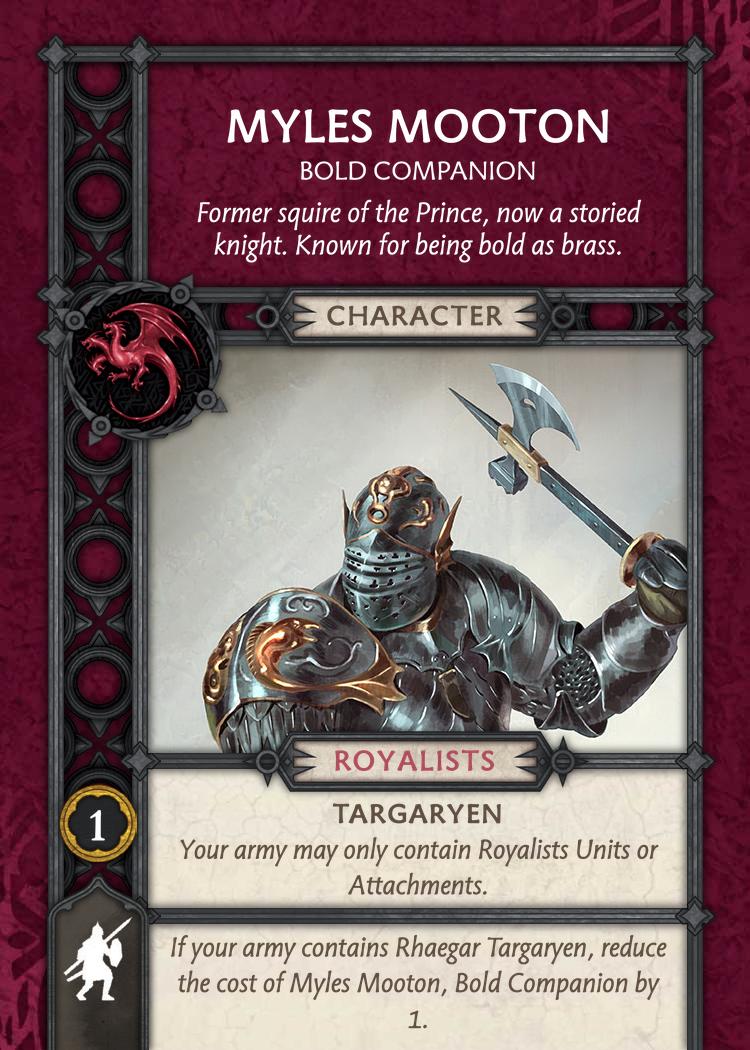 MYLES MOOTON
BOLD COMPANION
Former squire of the Prince, now a storied
knight. Known for being bold as brass.
CHARACTER
ROYALISTS
TARGARYEN
1
Your army may only contain Royalists Units or
Attachments.
If your army contains Rhaegar Targaryen, reduce
the cost of Myles Mooton, Bold Companion by
1.